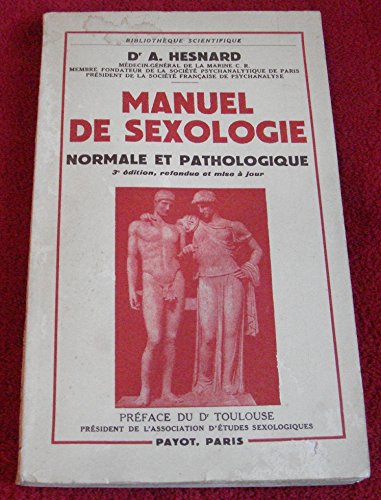 BIBLIOTHÈQUE SCIENTIFIQUE
Dr A. HESNARD
MÉDECIN-GÉNÉRAL DE LA MARINE C. R.
MEMBRE FONDATEUR DE LA SOCIÉTÉ PSYCHANALYTIQUE DE PARIS
PRÉSIDENT DE LA SOCIÉTÉ FRANÇAISE DE PSYCHANALYSE
MANUEL
DE SEXOLOGIE
NORMALE ET PATHOLOGIQUE
3e édition, refondue et mise à jour
PRÉFACE DU Dr TOULOUSE
PRÉSIDENT DE L'ASSOCIATION D'ÉTUDES SEXOLOGIQUES
PAYOT, PARIS